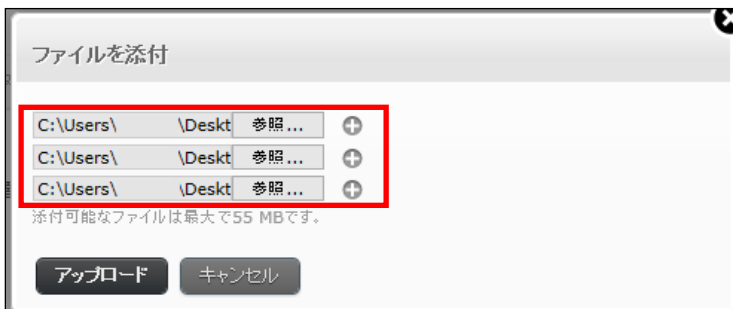 ファイルを添付
C:\Users\ \Deskt 参照...
C:\Users\ \Deskt 参照...
C:\Users\ \Deskt 参照...
添付可能なファイルは最大で55 MBです。
アップロード キャンセル